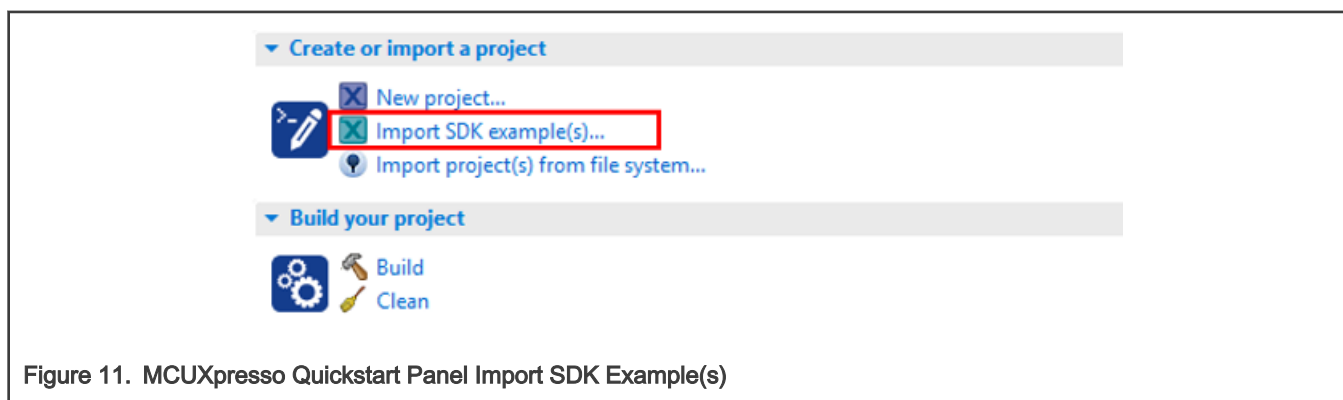 Create or import a project
New project...
Import SDK example(s)...
Import project(s) from file system...
Build your project
Build
Clean
Figure 11. MCUXpresso Quickstart Panel Import SDK Example(s)